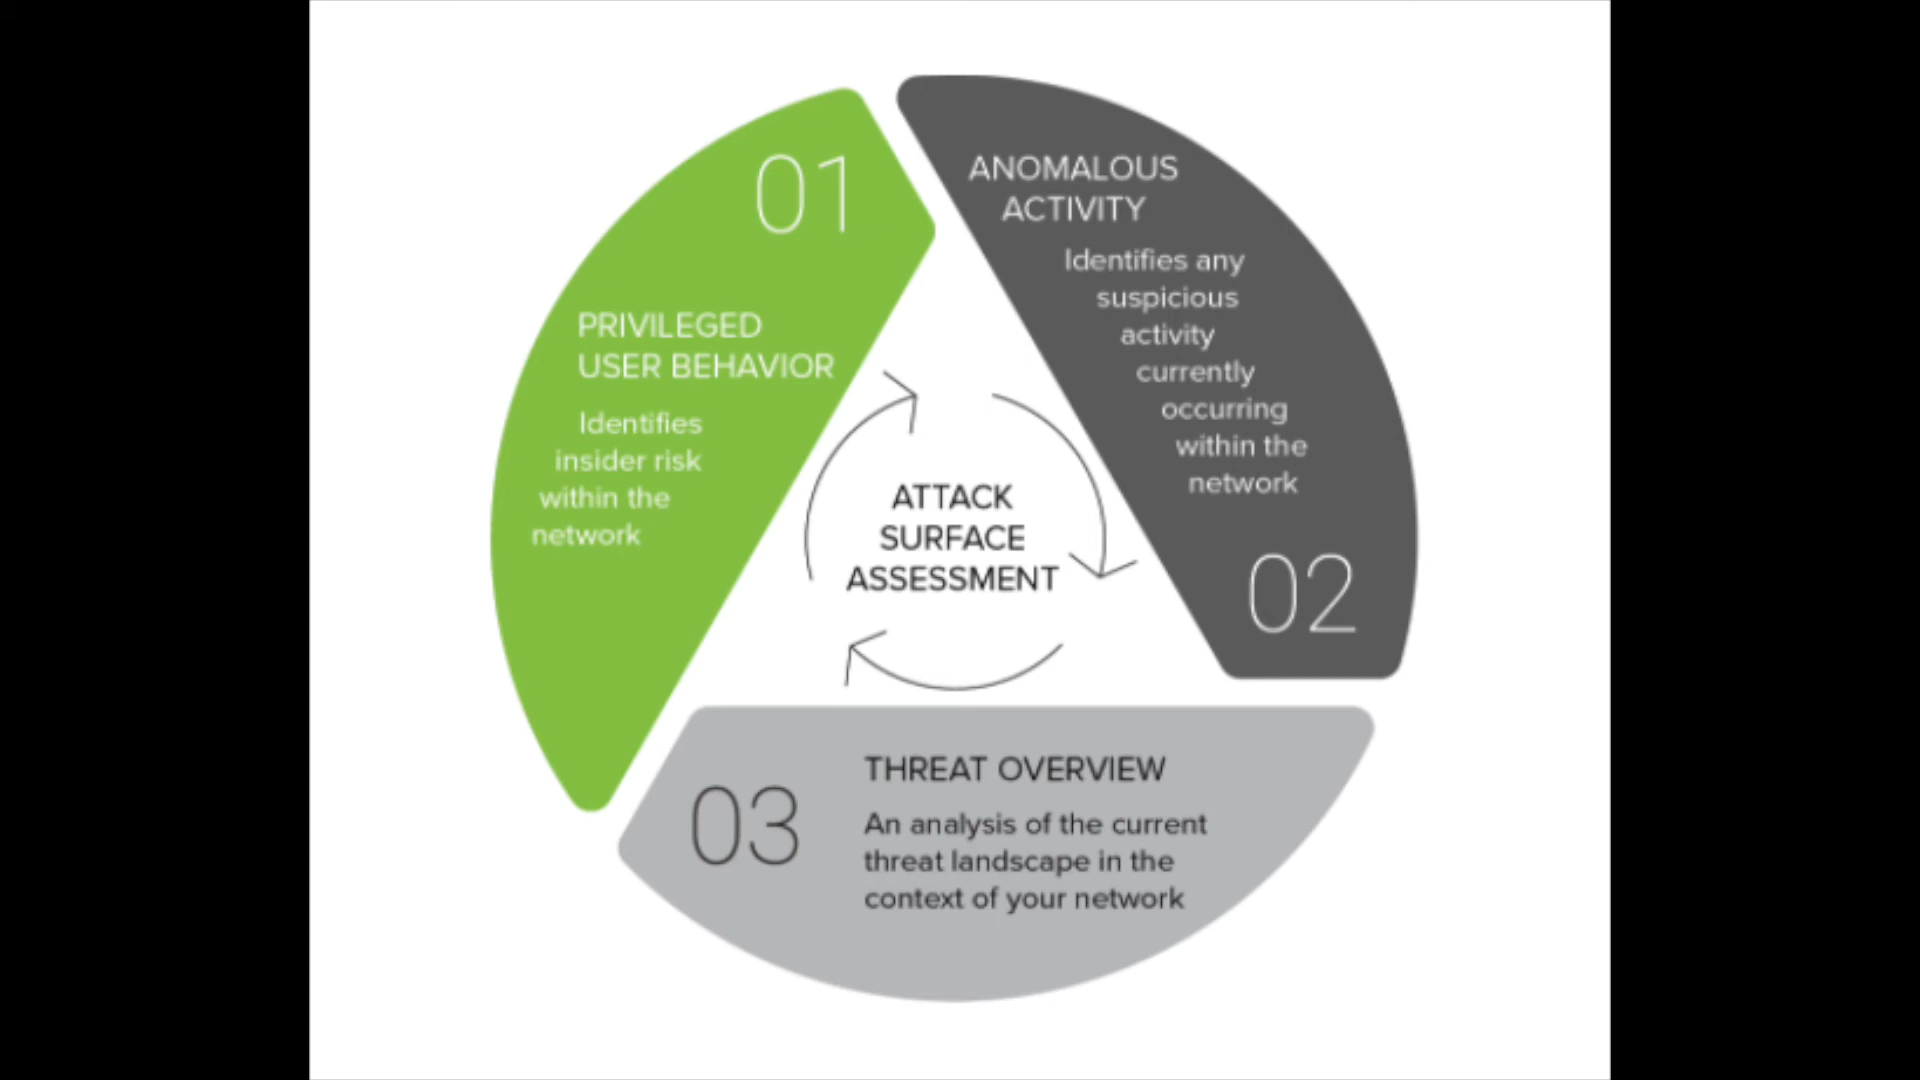 01
PRIVILEGED
USER BEHAVIOR
Identifies
insider risk
within the
network
ANOMALOUS
ACTIVITY
Identifies any
suspicious
activity
currently
occurring
within the
network
02
ATTACK
SURFACE
ASSESSMENT
03
THREAT OVERVIEW
An analysis of the current
threat landscape in the
context of your network